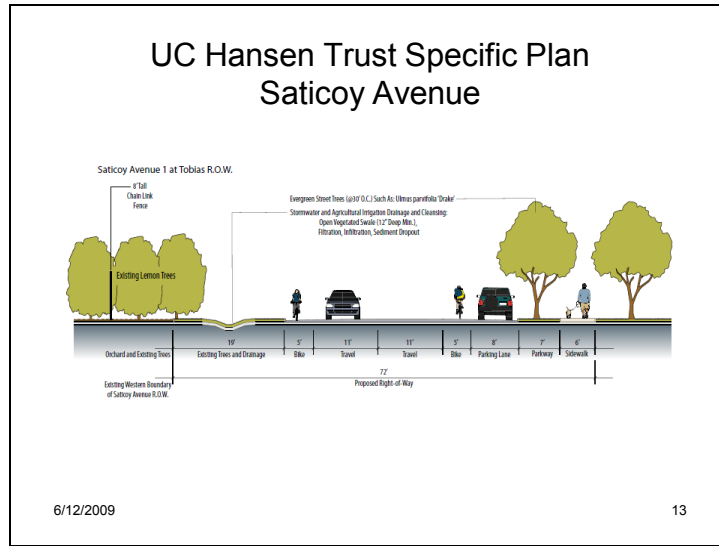 UC Hansen Trust Specific Plan
Saticoy Avenue
Saticoy Avenue 1 at Tobias R.O.W.
8' Tall
Chain Link
Fence
Evergreen Street Trees (@30' O.C.) Such As: Ulmus parvifolia 'Drake'
Stormwater and Agricultural Irrigation Drainage and Cleansing:
Open Vegetated Swale (12" Deep Min.),
Filtration, Infiltration, Sediment Dropout
Existing Lemon Trees
19' 5' 11' 11' 5' 8' 7' 6'
Orchard and Existing Trees Existing Trees and Drainage Bike Travel Travel Bike Parking Lane Parkway Sidewalk
72'
Existing Western Boundary Proposed Right-of-Way
of Saticoy Avenue R.O.W.
6/12/2009 13